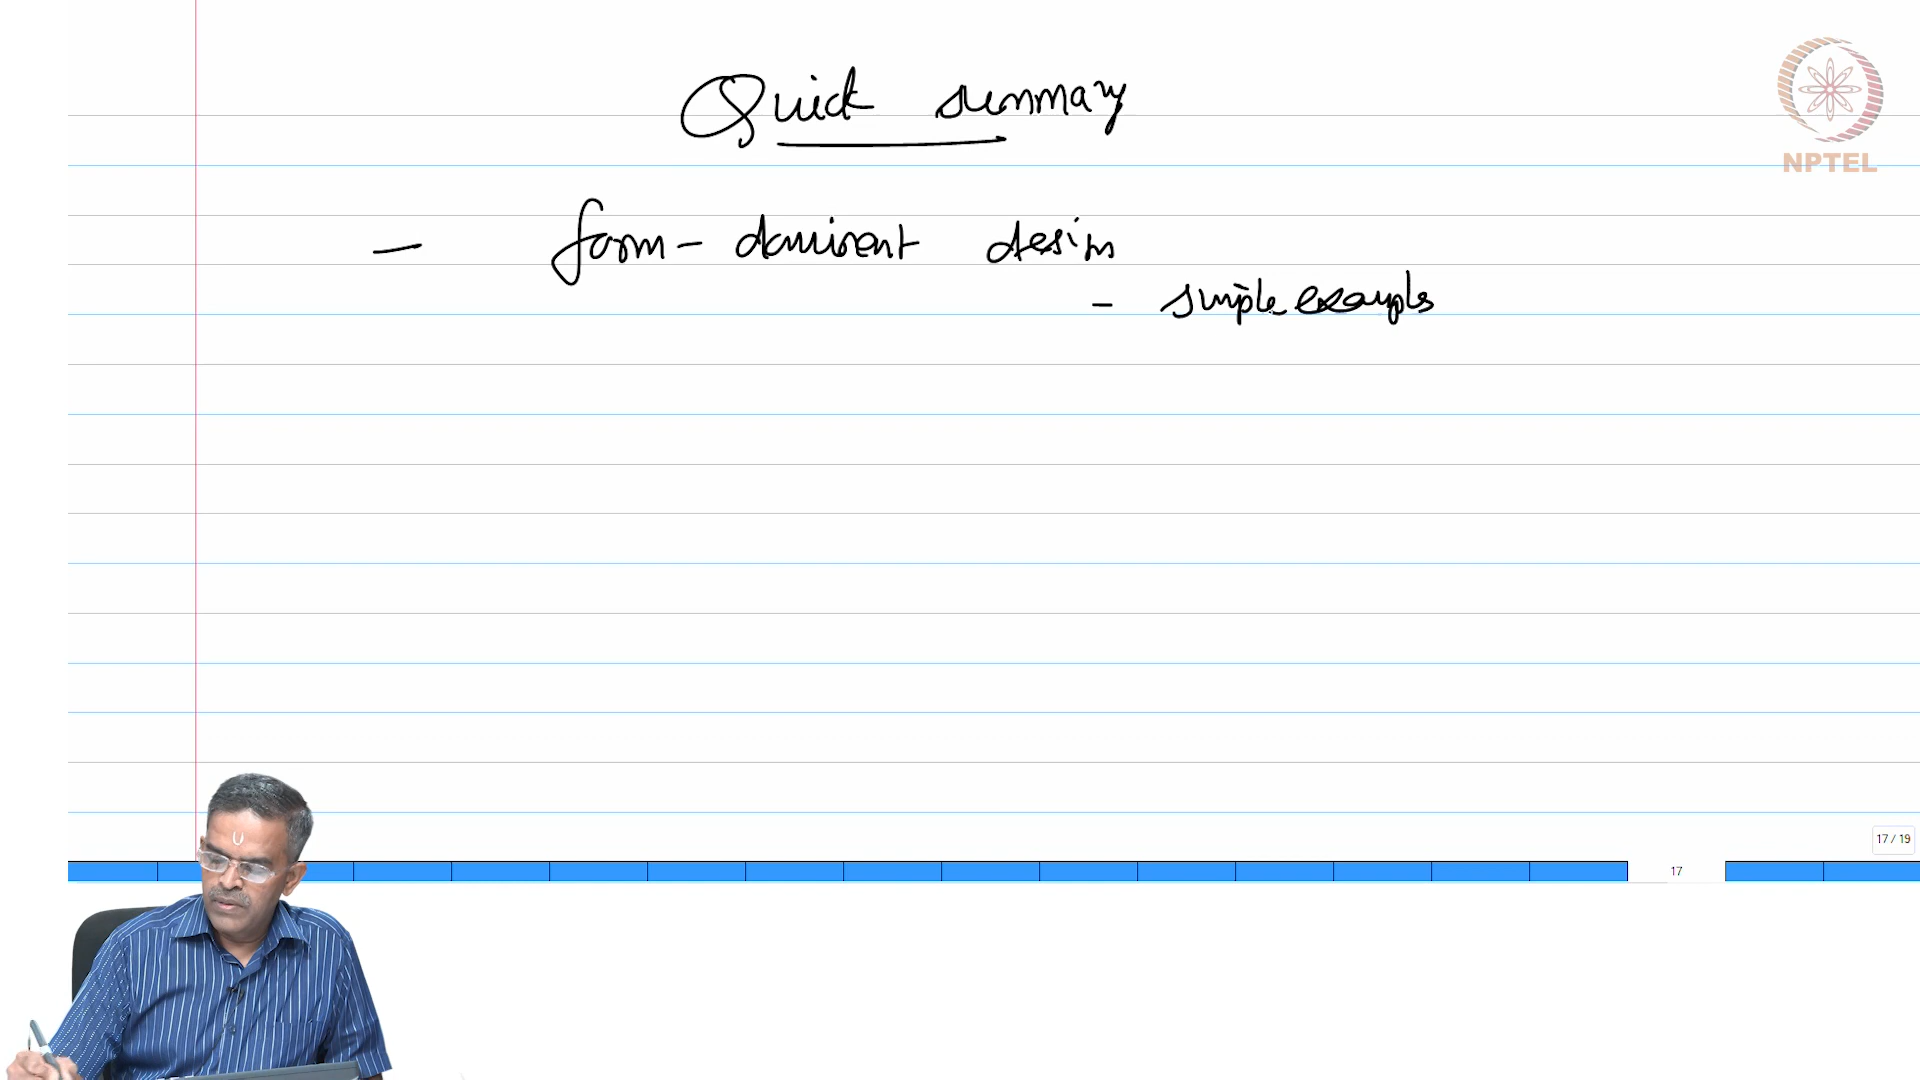 Quick summary
NPTEL
- form-dominant design
- simple examples
17 / 19
17